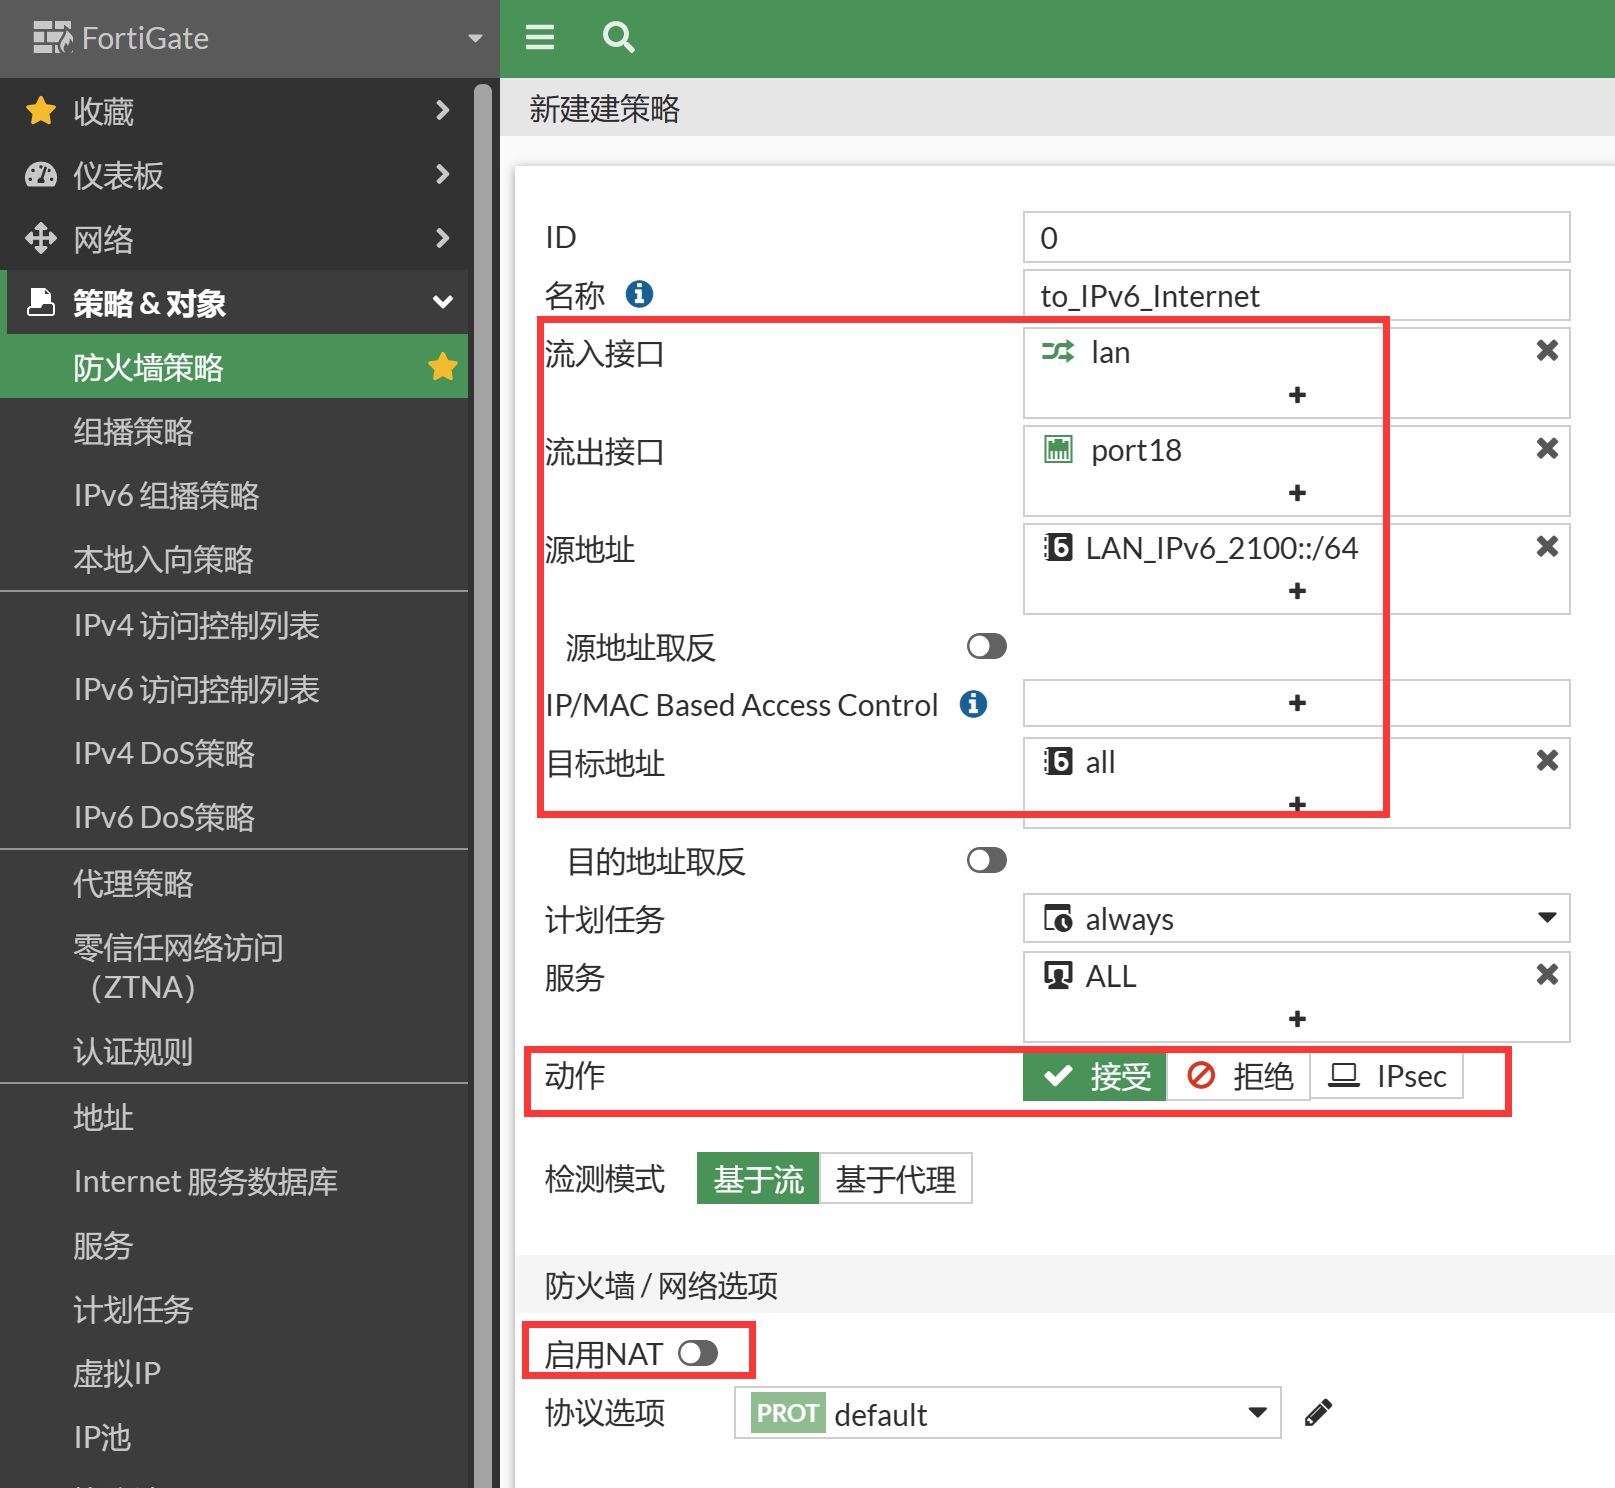 FortiGate
收藏
仪表板
网络
策略 & 对象
防火墙策略
组播策略
IPv6 组播策略
本地入向策略
IPv4 访问控制列表
IPv6 访问控制列表
IPv4 DoS策略
IPv6 DoS策略
代理策略
零信任网络访问
（ZTNA）
认证规则
地址
Internet 服务数据库
服务
计划任务
虚拟IP
IP池
新建建策略
ID
0
名称
to_IPv6_Internet
流入接口
lan
流出接口
port18
源地址
LAN_IPv6_2100::/64
源地址取反
IP/MAC Based Access Control
目标地址
all
目的地址取反
计划任务
always
服务
ALL
动作
接受
拒绝
IPsec
检测模式
基于流
基于代理
防火墙 / 网络选项
启用NAT
协议选项
PROT default